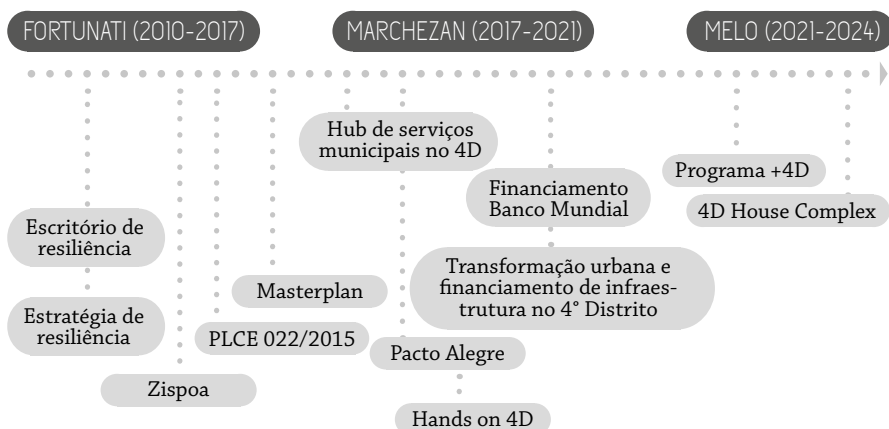 FORTUNATI (2010-2017)
MARCHEZAN (2017-2021)
MELO (2021-2024)
Hub de serviços
municipais no 4D
Programa +4D
Financiamento
Banco Mundial
4D House Complex
Escritório de
resiliência
Transformação urbana e
financiamento de infraes-
trutura no 4° Distrito
Masterplan
Estratégia de
resiliência
PLCE 022/2015
Pacto Alegre
Zispoa
Hands on 4D